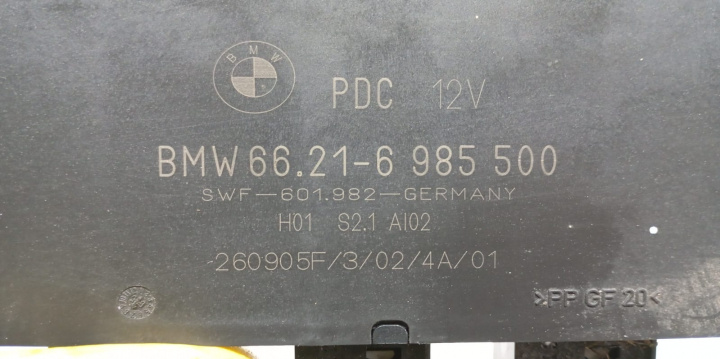 BMW
PDC 12V
BMW 66.21-6 985 500
SWF-601.982-GERMANY
H01 S2.1 AI02
260905F/3/02/4A/01
>PP GF 20<